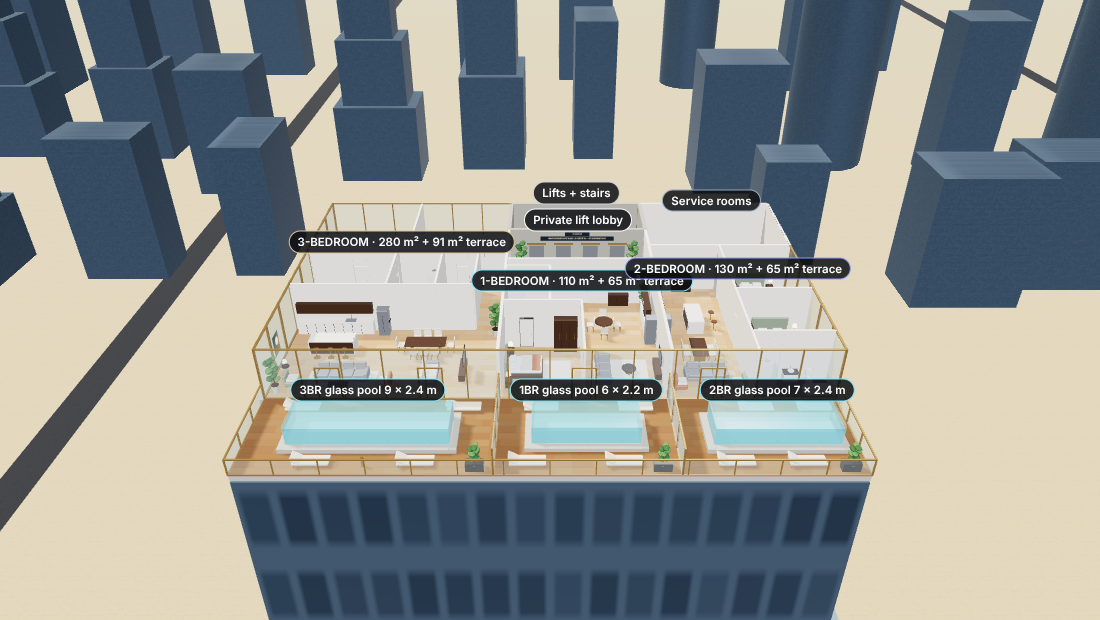 Lifts + stairs
Service rooms
Private lift lobby
3-BEDROOM · 280 m² + 91 m² terrace
2-BEDROOM · 130 m² + 65 m² terrace
1-BEDROOM · 110 m² + 65 m² terrace
3BR glass pool 9 × 2.4 m
1BR glass pool 6 × 2.2 m
2BR glass pool 7 × 2.4 m